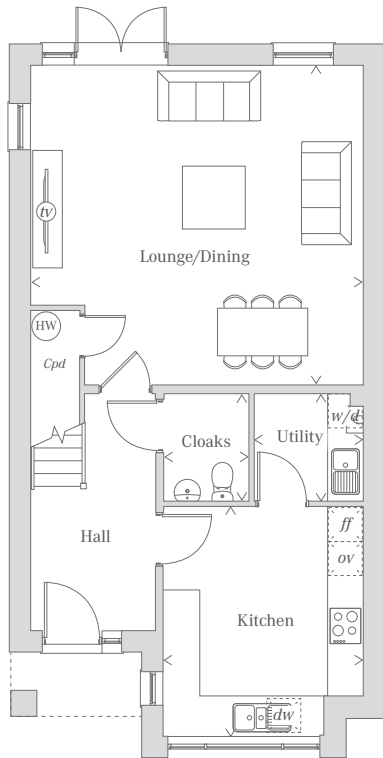 tv
Lounge/Dining
HW
Cpd
w/d
Cloaks
Utility
ff
Hall
ov
Kitchen
dw